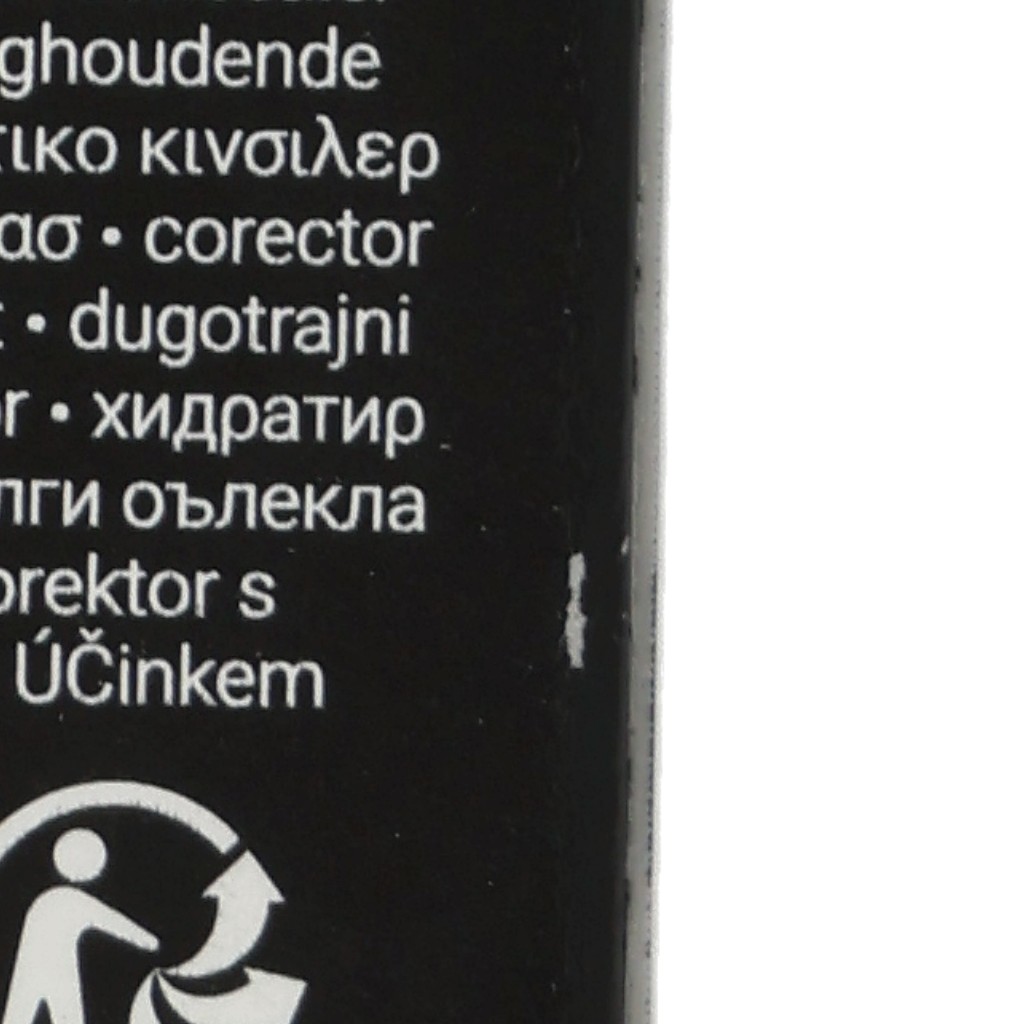 ghoudende
τικο κινσιλερ
ασ • corector
• dugotrajni
r • хидратир
лги оълекла
orektor s
ÚČinkem